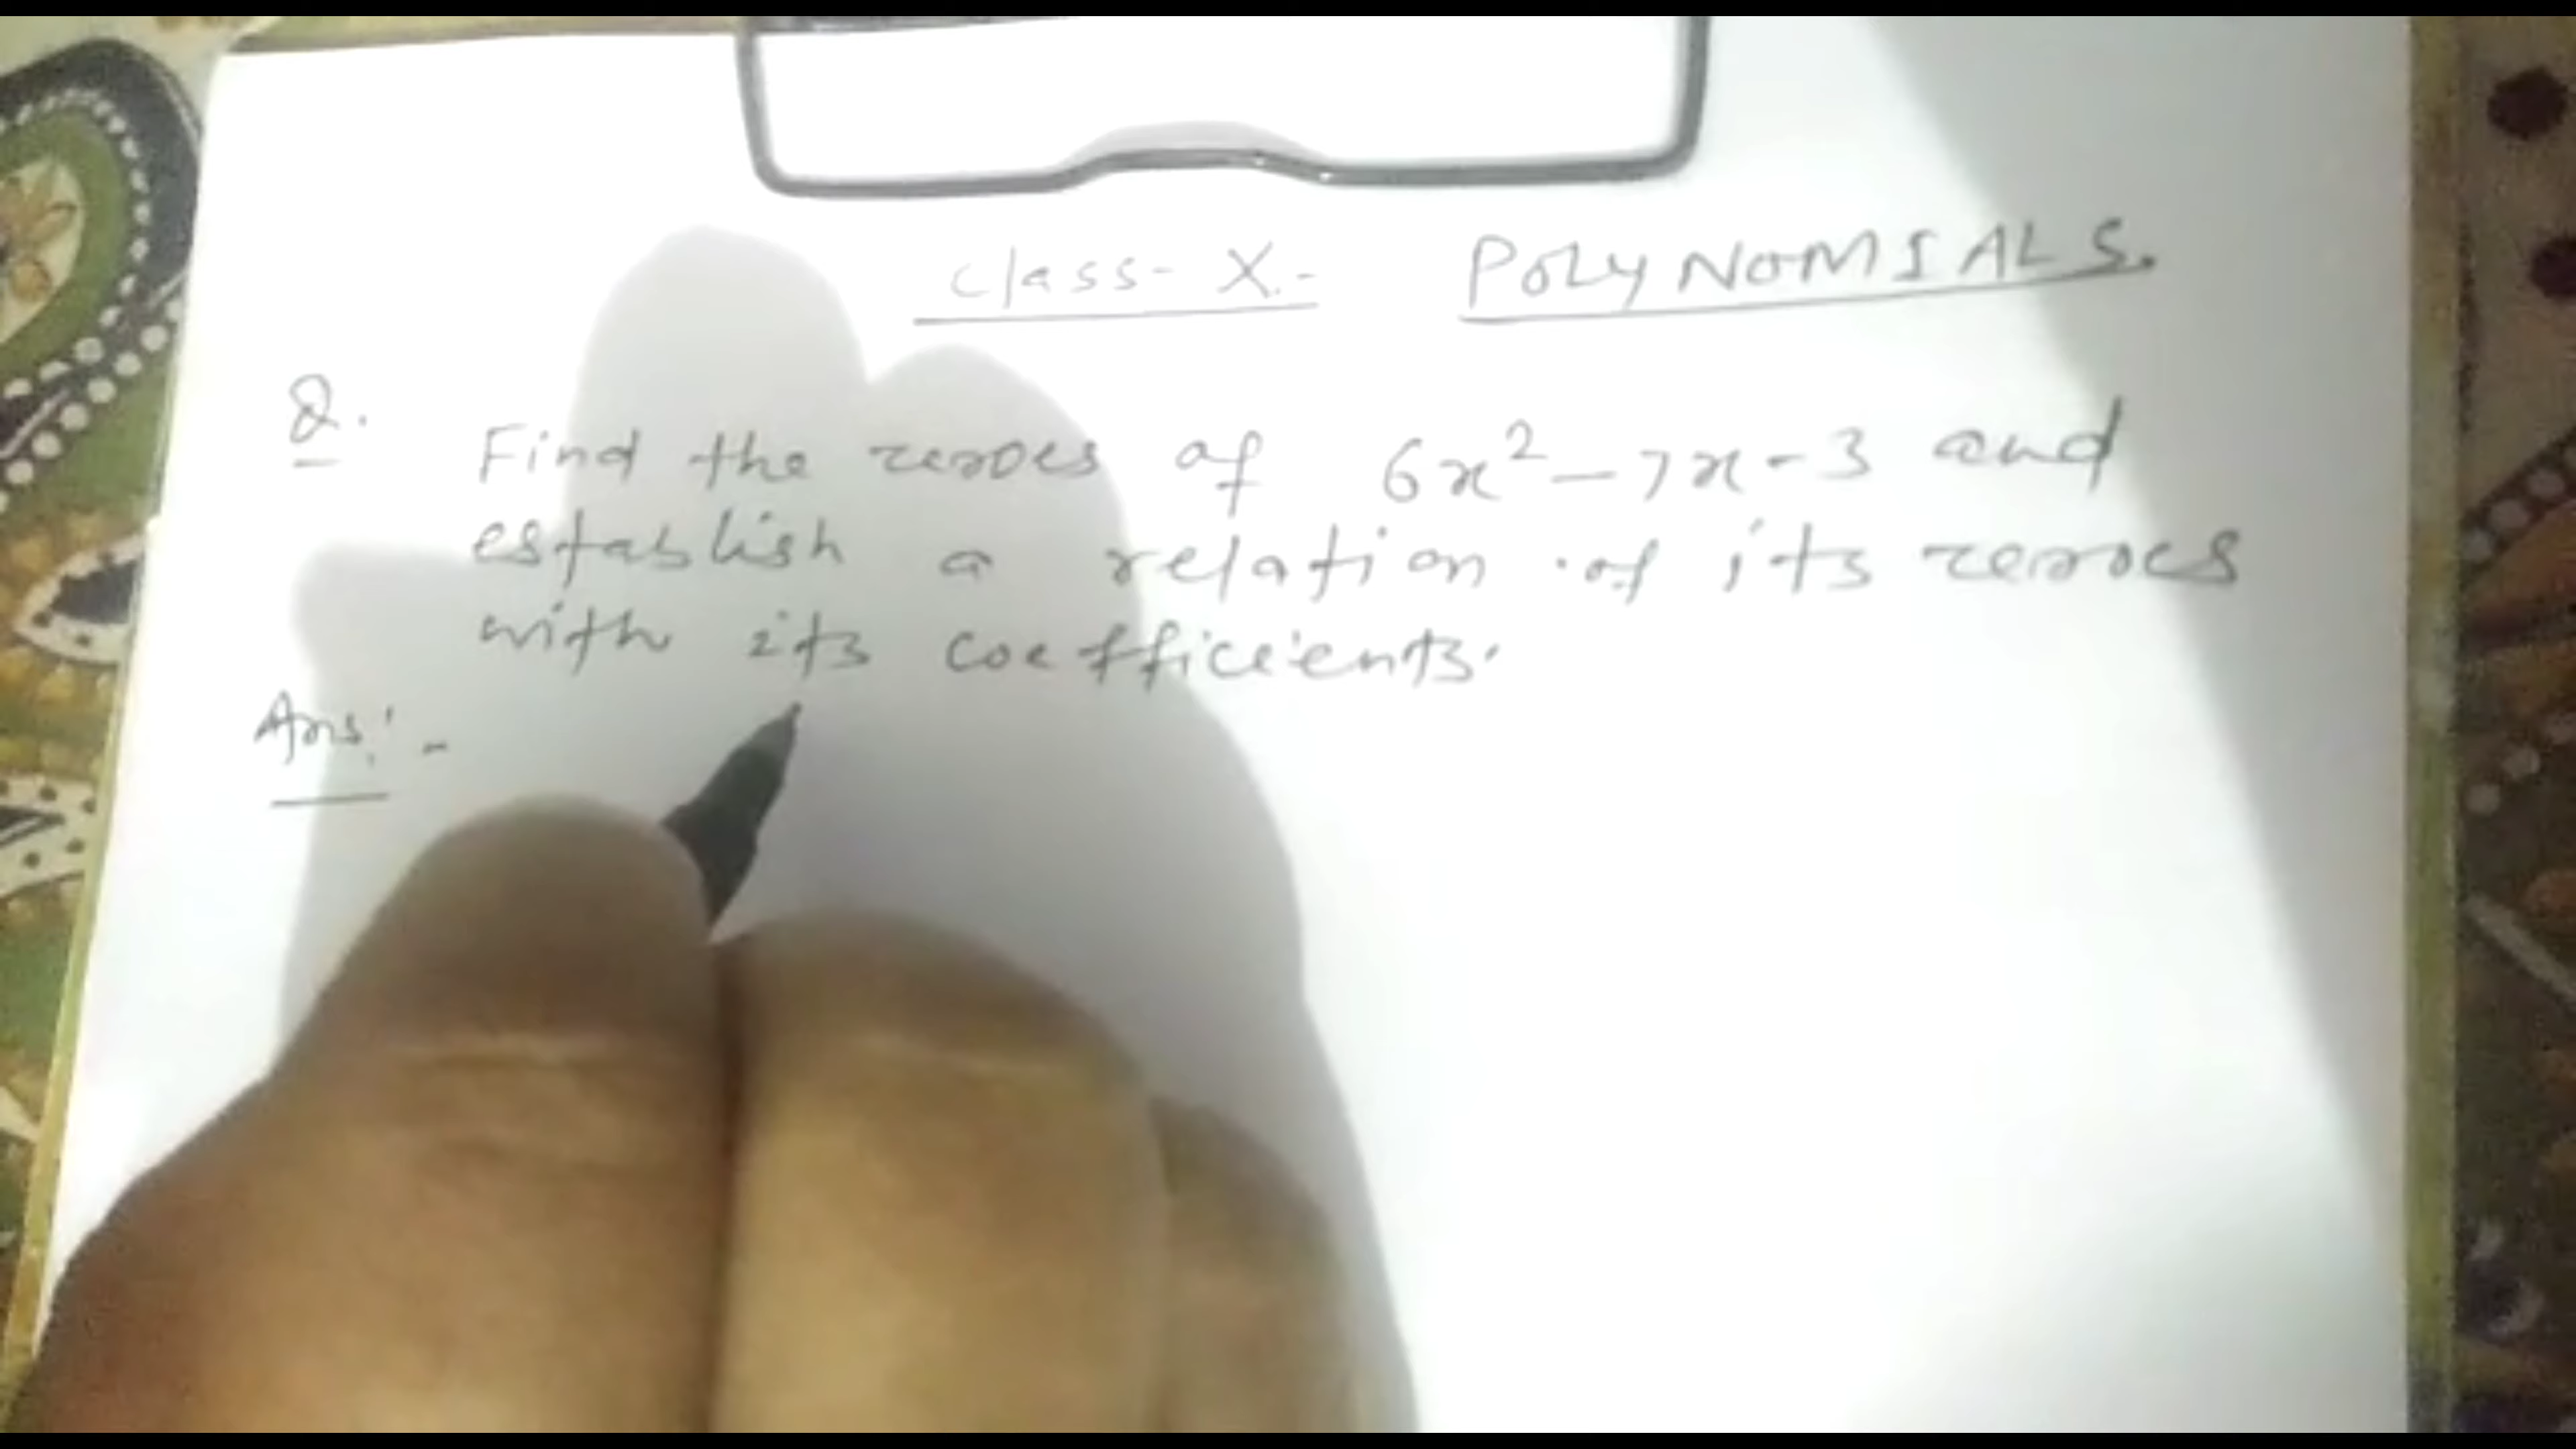 Class-X.- POLYNOMIALS.
Q. Find the zeroes of 6x²-7x-3 and
establish a relation of its zeroes
with its coefficients.
Ans:-